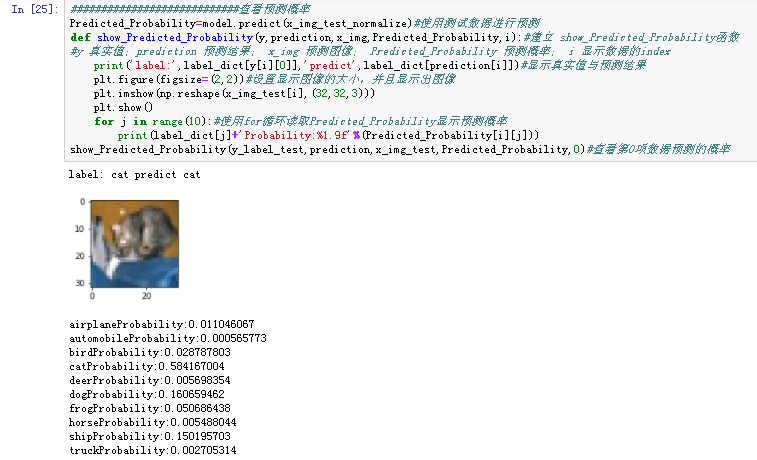 In [25]: #############################查看预测概率
Predicted_Probability=model.predict(x_img_test_normalize)#使用测试数据进行预测
def show_Predicted_Probability(y,prediction,x_img,Predicted_Probability,i):#建立 show_Predicted_Probability函数
#y 真实值; prediction 预测结果; x_img 预测图像; Predicted_Probability 预测概率; i 显示数据的index
print('label:',label_dict[y[i][0]],'predict',label_dict[prediction[i]])#显示真实值与预测结果
plt.figure(figsize=(2,2))#设置显示图像的大小，并且显示出图像
plt.imshow(np.reshape(x_img_test[i],(32,32,3)))
plt.show()
for j in range(10):#使用for循环读取Predicted_Probability显示预测概率
print(label_dict[j]+'Probability:%1.9f'%(Predicted_Probability[i][j]))
show_Predicted_Probability(y_label_test,prediction,x_img_test,Predicted_Probability,0)#查看第0项数据预测的概率
label: cat predict cat
0
10
20
30
0 20
airplaneProbability:0.011046067
automobileProbability:0.000565773
birdProbability:0.028787803
catProbability:0.584167004
deerProbability:0.005698354
dogProbability:0.160659462
frogProbability:0.050686438
horseProbability:0.005488044
shipProbability:0.150195703
truckProbability:0.002705314